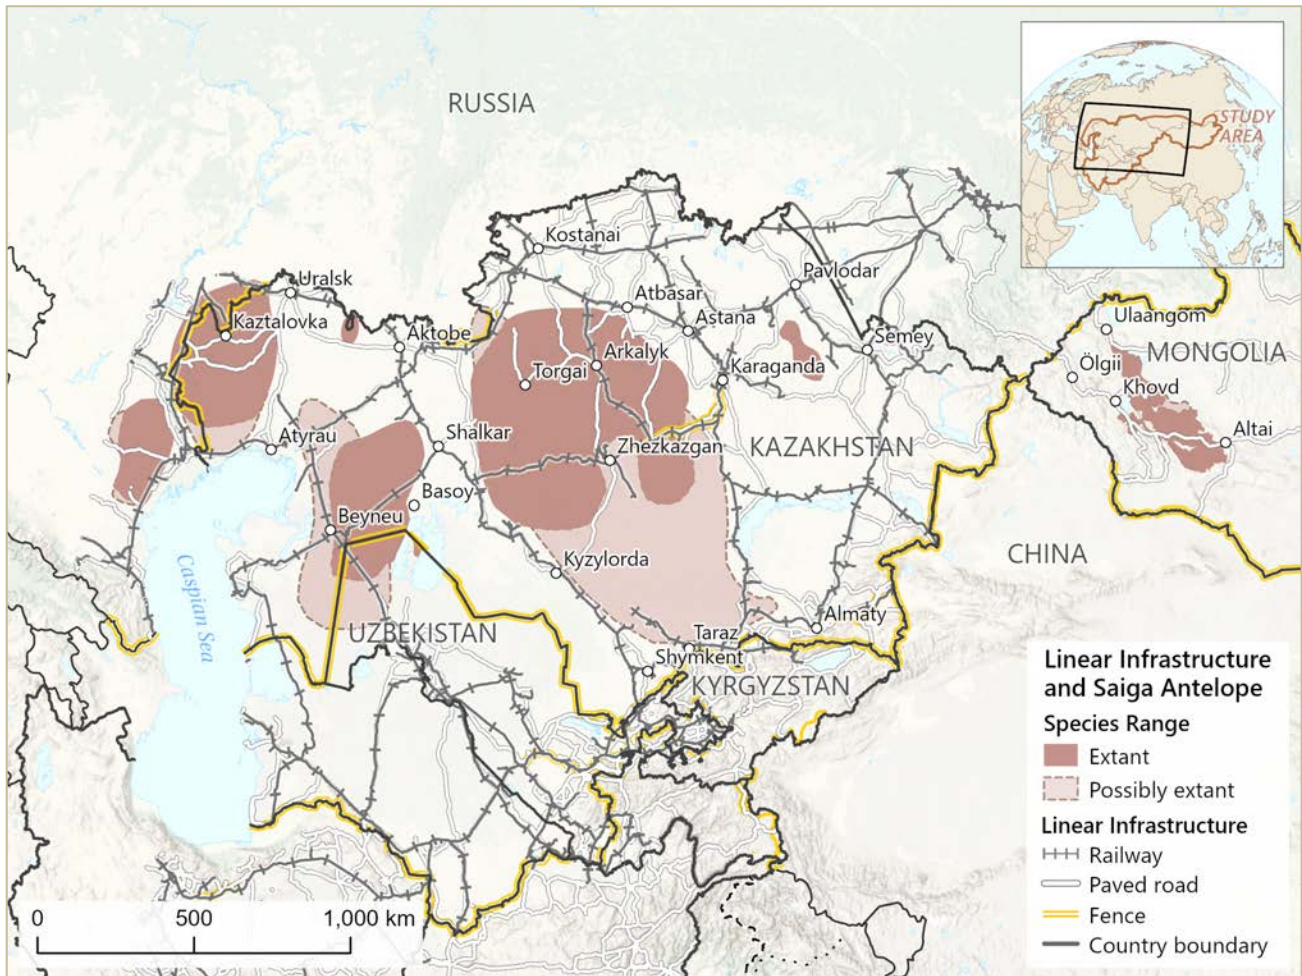 RUSSIA
STUDY
AREA
Kostanai
Pavlodar
Uralsk
Atbasar
Astana
Kaztalovka
Aktobe
Semey
Ulaangom
MONGOLIA
Arkalyk
Karaganda
Ölgii
Torgai
Khovd
Atyrau
Shalkar
Zhezkazgan
KAZAKHSTAN
Altai
Basoy
Beyneu
CHINA
Kyzylorda
Caspian Sea
UZBEKISTAN
Almaty
Taraz
Shymkent
KYRGYZSTAN
Linear Infrastructure
and Saiga Antelope
Species Range
Extant
Possibly extant
Linear Infrastructure
Railway
Paved road
Fence
Country boundary
0 500 1,000 km